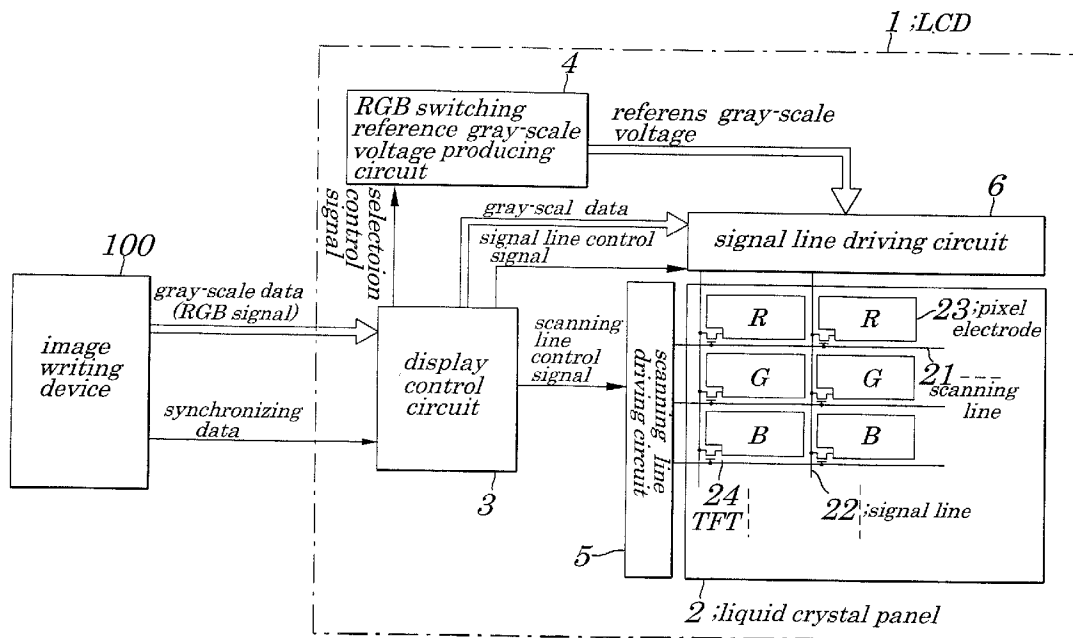 1 ;LCD
4
RGB switching
reference gray-scale
voltage producing
circuit
referens gray-scale
voltage
selectoion
control
signal
gray-scal data
signal line control
signal
6
signal line driving circuit
100
image
writing
device
gray-scale data
(RGB signal)
synchronizing
data
display
control
circuit
3
scanning
line
control
signal
scanning line
driving circuit
5
R
R
G
G
B
B
23 ;pixel
electrode
21
scanning
line
24
TFT
22 ;signal line
2 ;liquid crystal panel